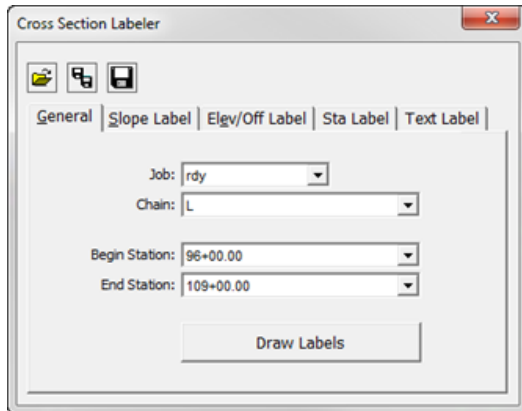 Cross Section Labeler
General Slope Label Elev/Off Label Sta Label Text Label
Job: rdy
Chain: L
Begin Station: 96+00.00
End Station: 109+00.00
Draw Labels